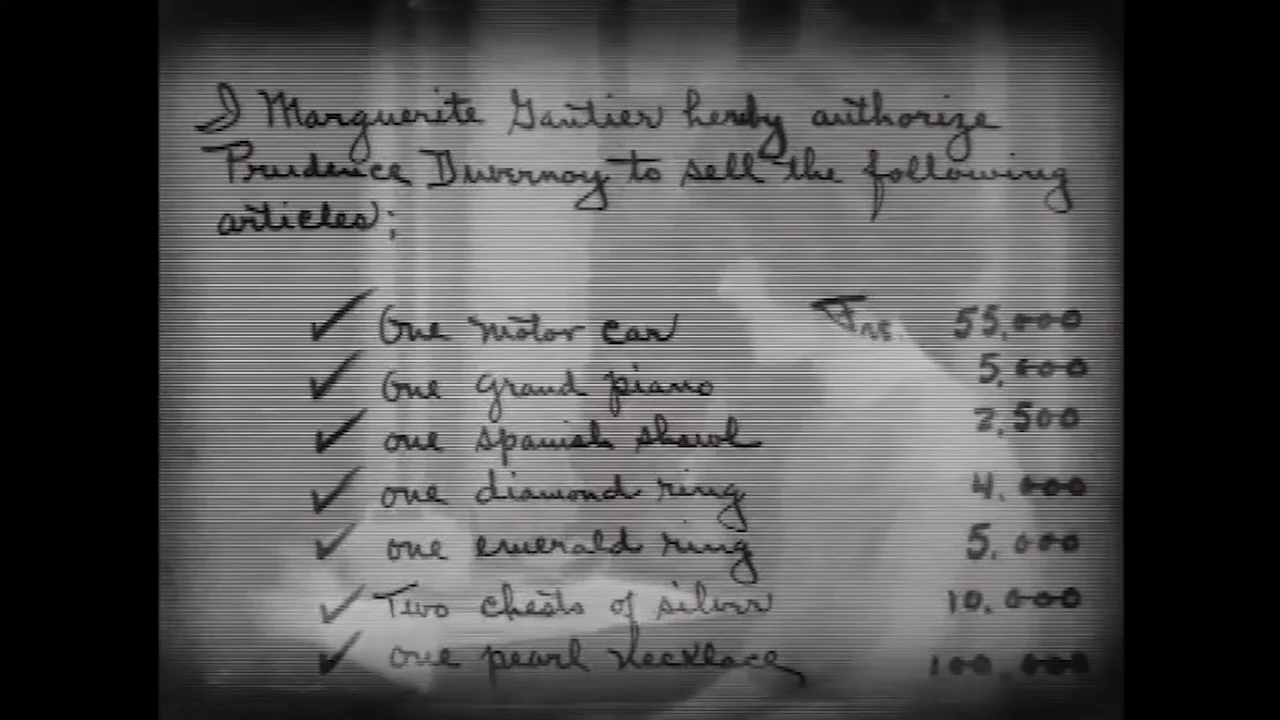 I Marguerite Gautier hereby authorize
Prudence Duvernoy to sell the following
articles;
✓ One motor car Frs. 55,000
✓ One grand piano 5,000
✓ one spanish shawl 2,500
✓ one diamond ring 4,000
✓ one emerald ring 5,000
✓ Two chests of silver 10,000
✓ one pearl necklace 100,000